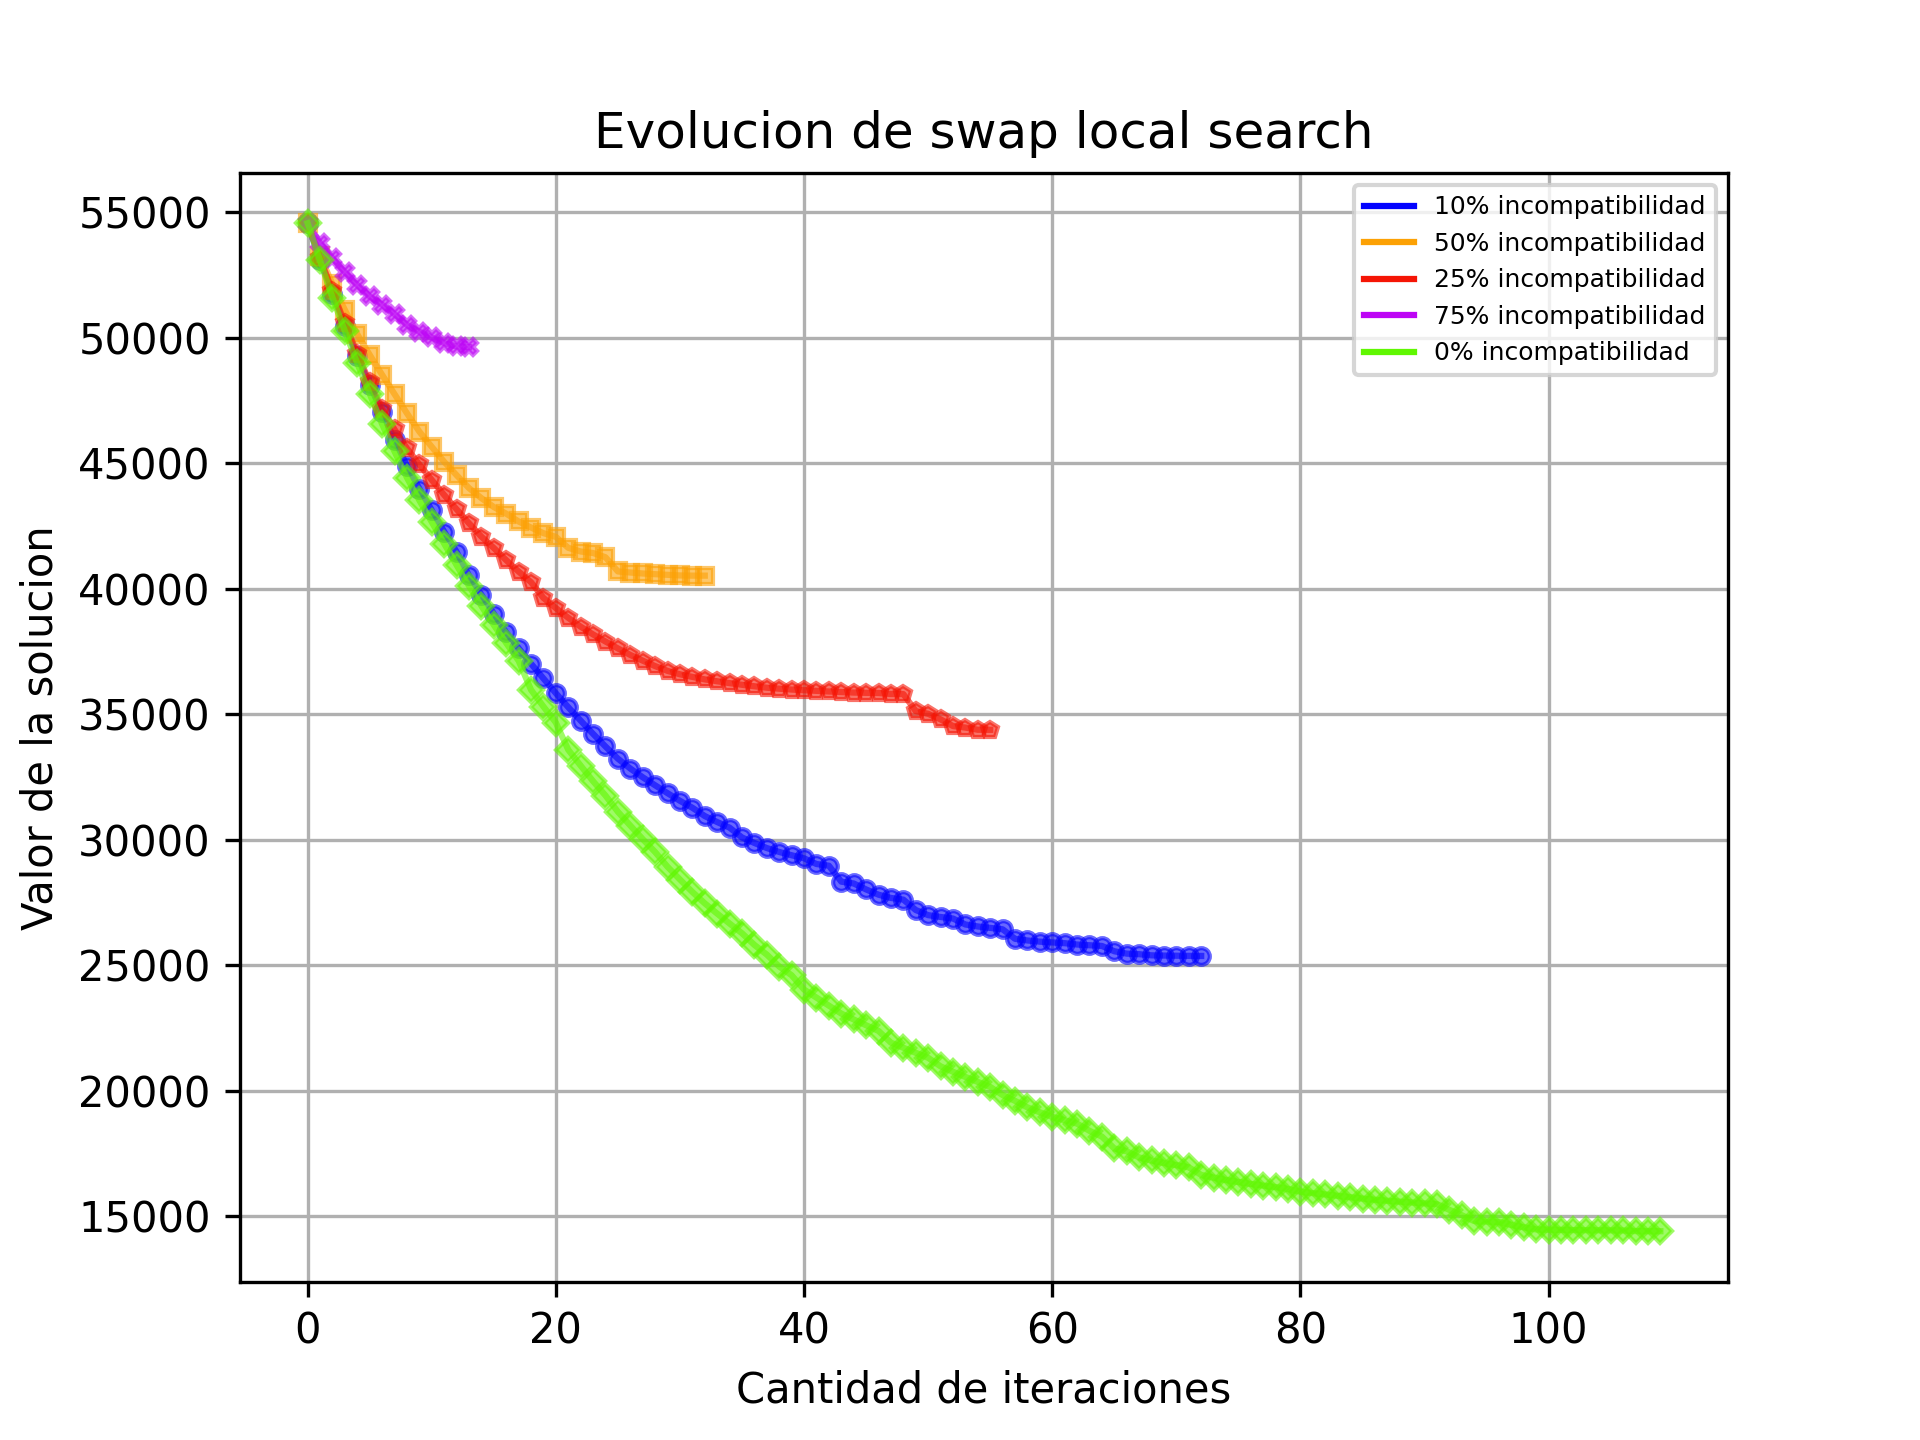 Evolucion de swap local search
10% incompatibilidad
50% incompatibilidad
25% incompatibilidad
75% incompatibilidad
0% incompatibilidad
Valor de la solucion
55000
50000
45000
40000
35000
30000
25000
20000
15000
0 20 40 60 80 100
Cantidad de iteraciones